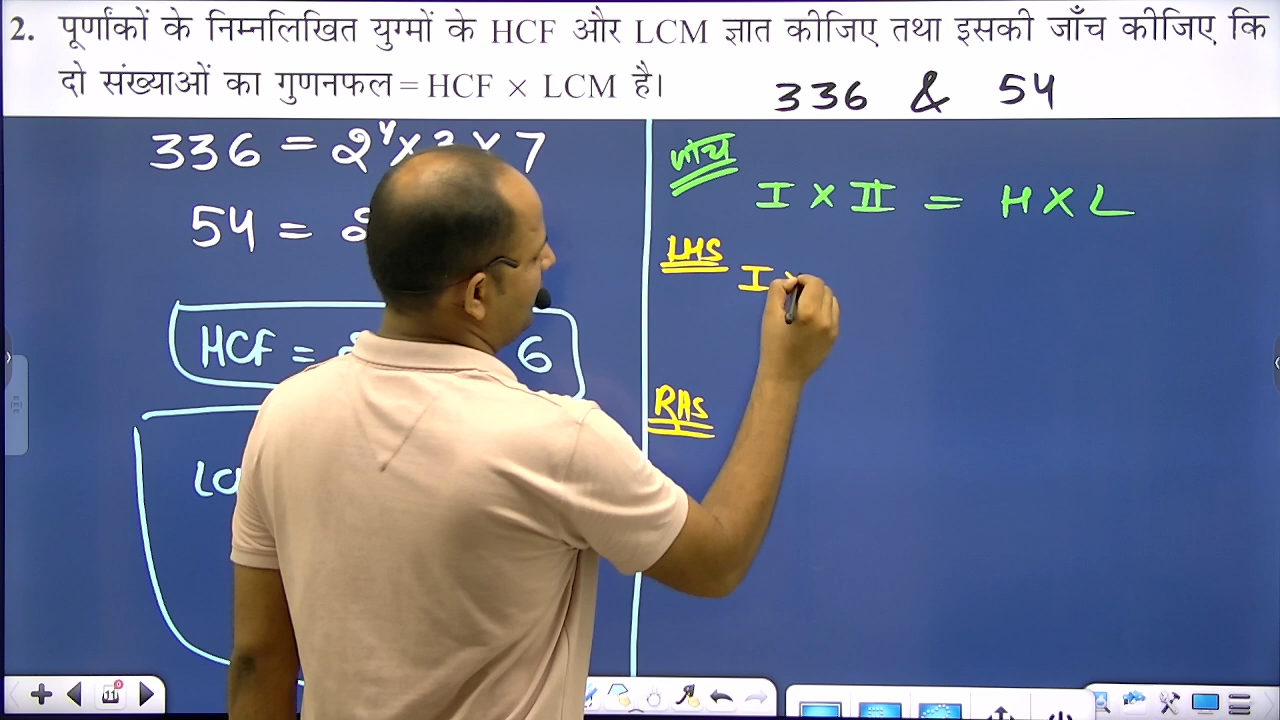 2. पूर्णांकों के निम्नलिखित युग्मों के HCF और LCM ज्ञात कीजिए तथा इसकी जाँच कीजिए कि
दो संख्याओं का गुणनफल = HCF × LCM है।
336 & 54
336 = 2⁴ × 3 × 7
54 = 2
HCF = 6
LC
जाँच
I × II = H × L
LHS I ×
RHS